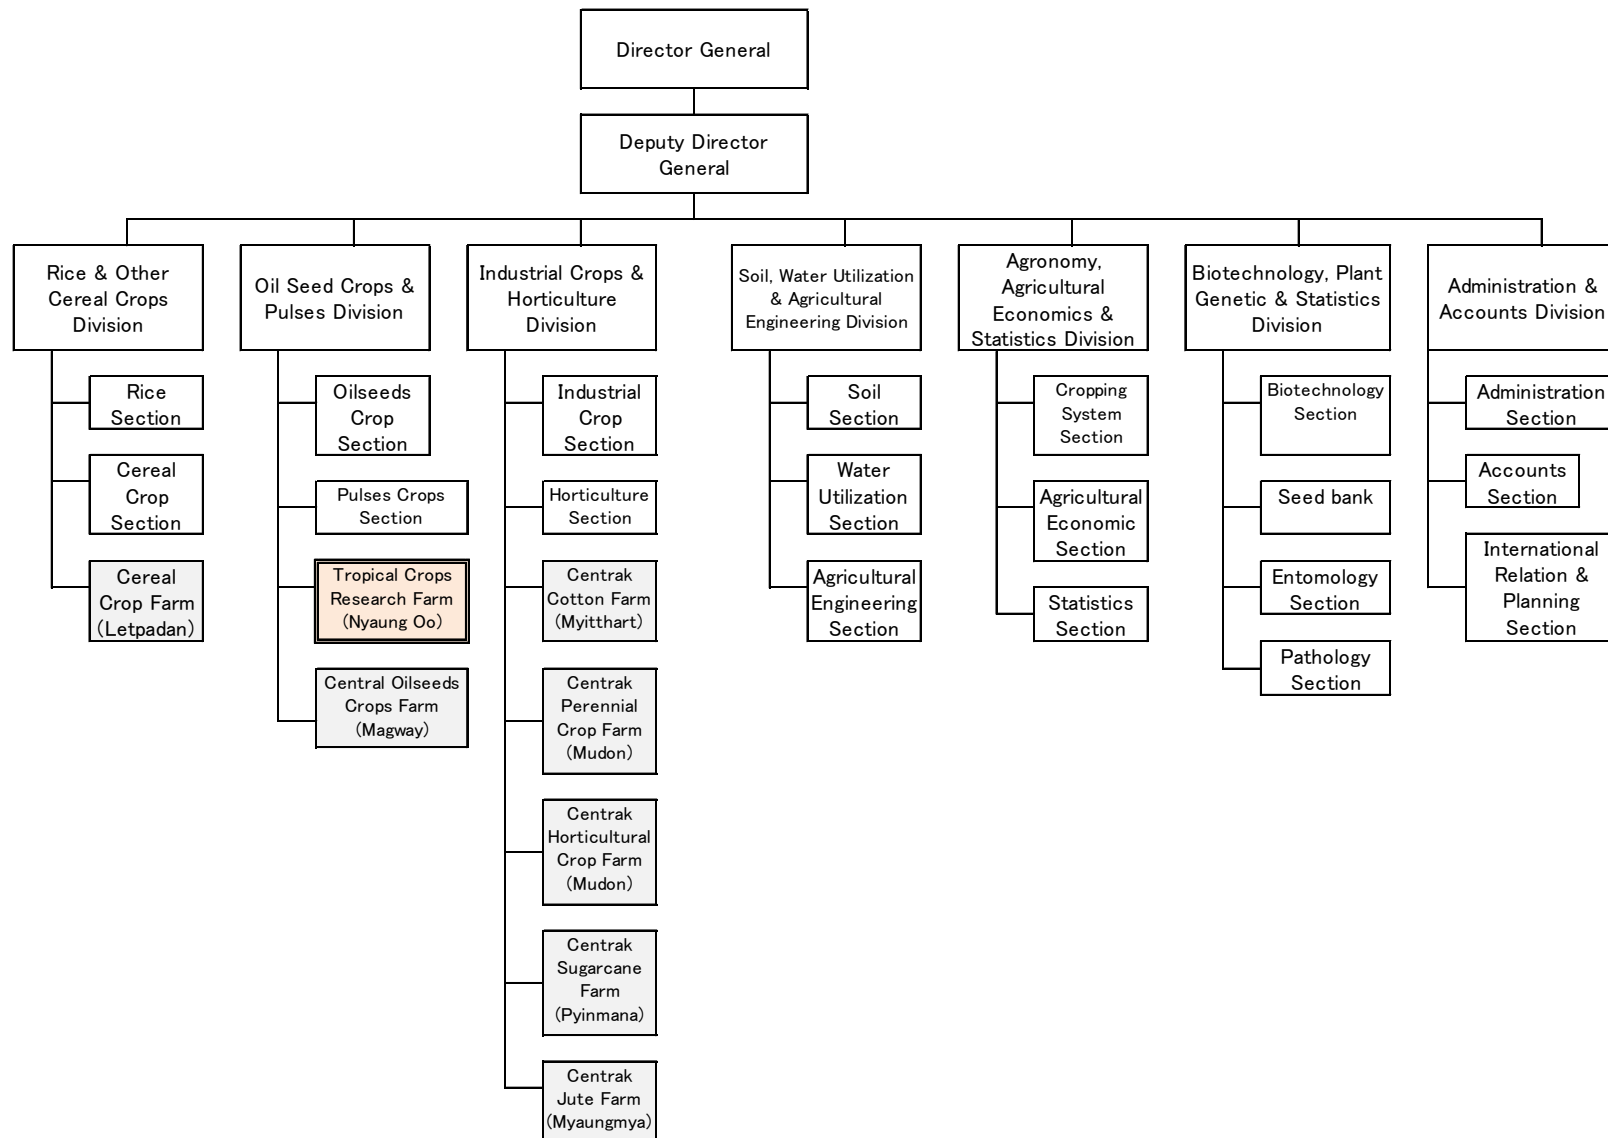 Director General
Deputy Director
General
Rice & Other
Cereal Crops
Division
Oil Seed Crops &
Pulses Division
Industrial Crops &
Horticulture
Division
Soil, Water Utilization
& Agricultural
Engineering Division
Agronomy,
Agricultural
Economics &
Statistics Division
Biotechnology, Plant
Genetic & Statistics
Division
Administration &
Accounts Division
Rice
Section
Cereal
Crop
Section
Cereal
Crop Farm
(Letpadan)
Oilseeds
Crop
Section
Pulses Crops
Section
Tropical Crops
Research Farm
(Nyaung Oo)
Central Oilseeds
Crops Farm
(Magway)
Industrial
Crop
Section
Horticulture
Section
Centrak
Cotton Farm
(Myitthart)
Centrak
Perennial
Crop Farm
(Mudon)
Centrak
Horticultural
Crop Farm
(Mudon)
Centrak
Sugarcane
Farm
(Pyinmana)
Centrak
Jute Farm
(Myaungmya)
Soil
Section
Water
Utilization
Section
Agricultural
Engineering
Section
Cropping
System
Section
Agricultural
Economic
Section
Statistics
Section
Biotechnology
Section
Seed bank
Entomology
Section
Pathology
Section
Administration
Section
Accounts
Section
International
Relation &
Planning
Section